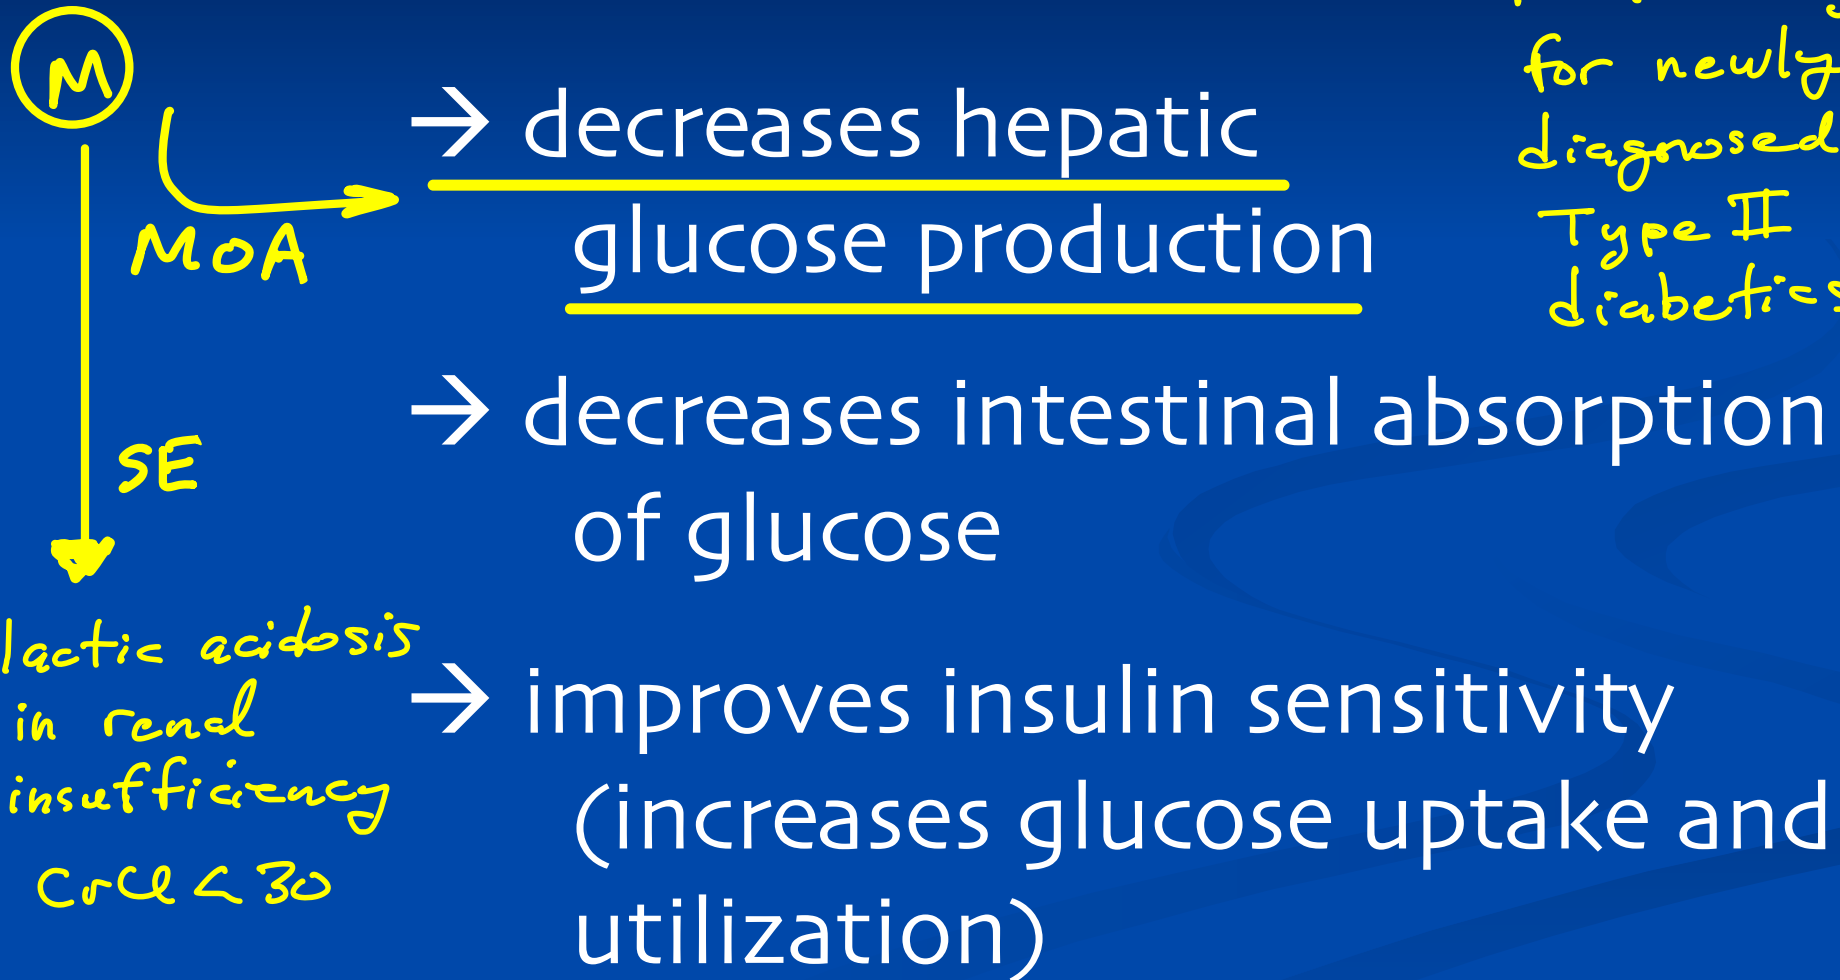 M
MOA
SE
lactic acidosis
in renal
insufficiency
CrCl < 30
→ decreases hepatic
glucose production
→ decreases intestinal absorption
of glucose
→ improves insulin sensitivity
(increases glucose uptake and
utilization)
for newly
diagnosed
Type II
diabetics